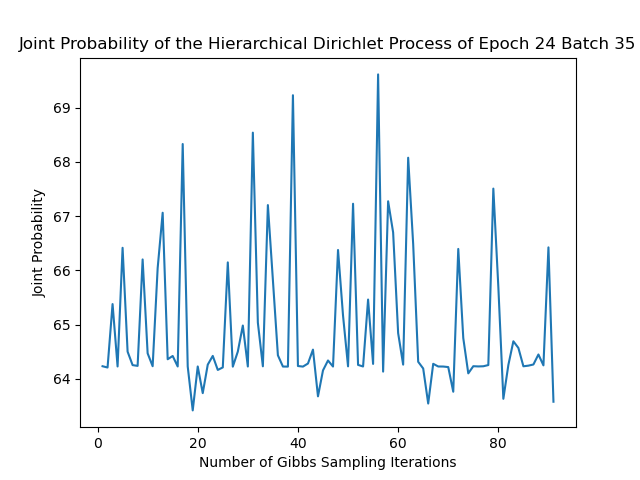 Joint Probability of the Hierarchical Dirichlet Process of Epoch 24 Batch 35
69
68
67
66
65
64
Joint Probability
0 20 40 60 80
Number of Gibbs Sampling Iterations